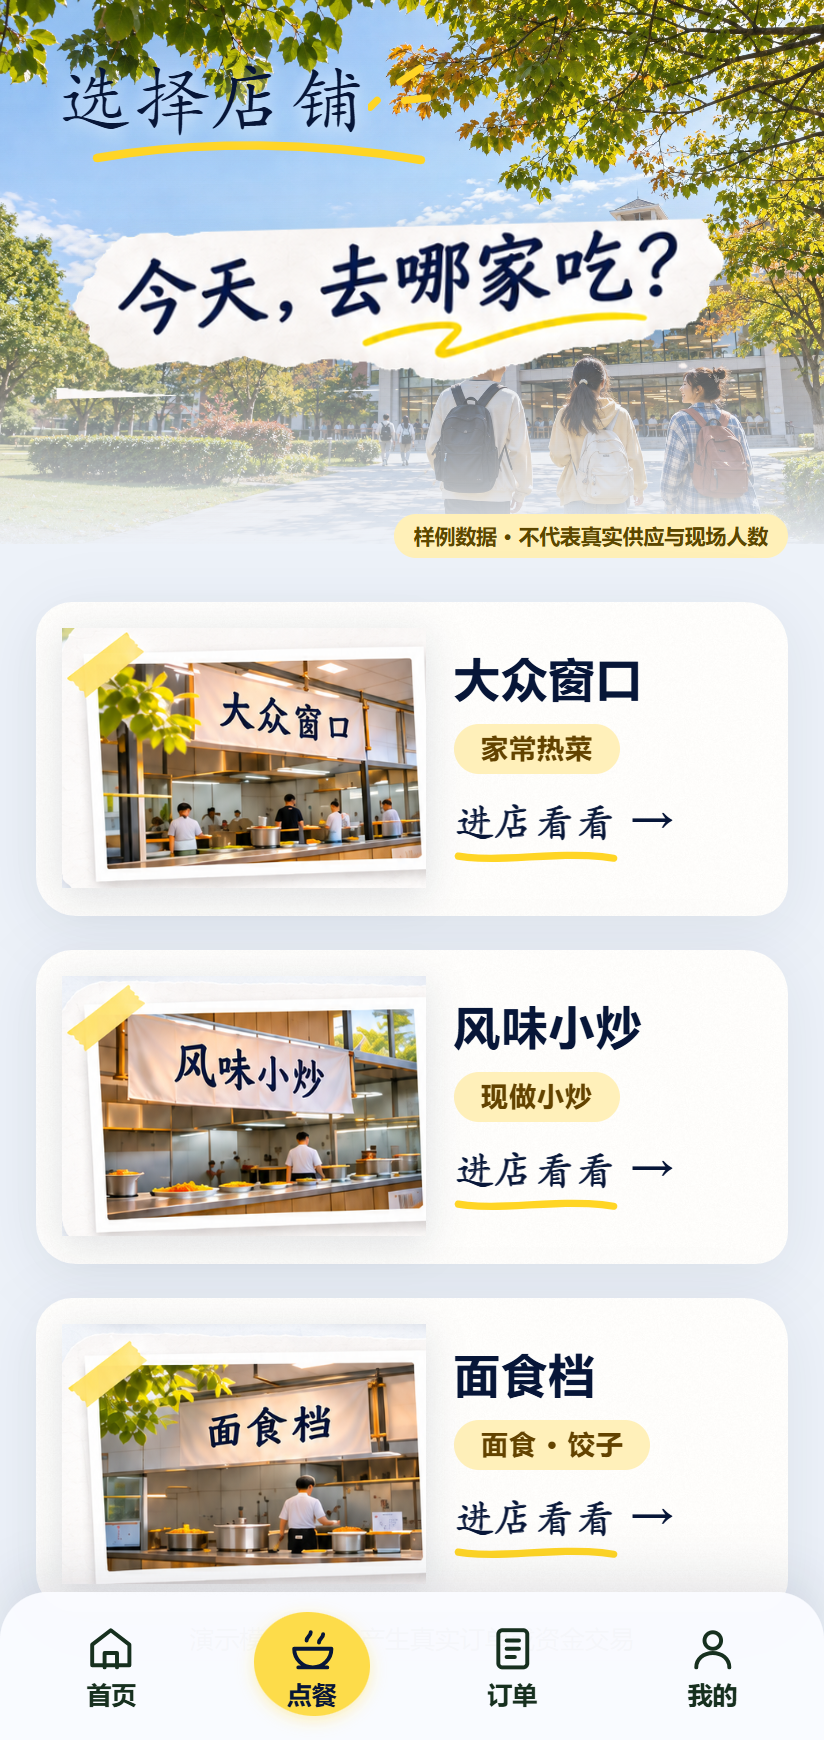 选择店铺
今天，去哪家吃？
样例数据·不代表真实供应与现场人数
大众窗口
大众窗口
家常热菜
进店看看 →
风味小炒
风味小炒
现做小炒
进店看看 →
面食档
面食档
面食·饺子
进店看看 →
首页
点餐
订单
我的